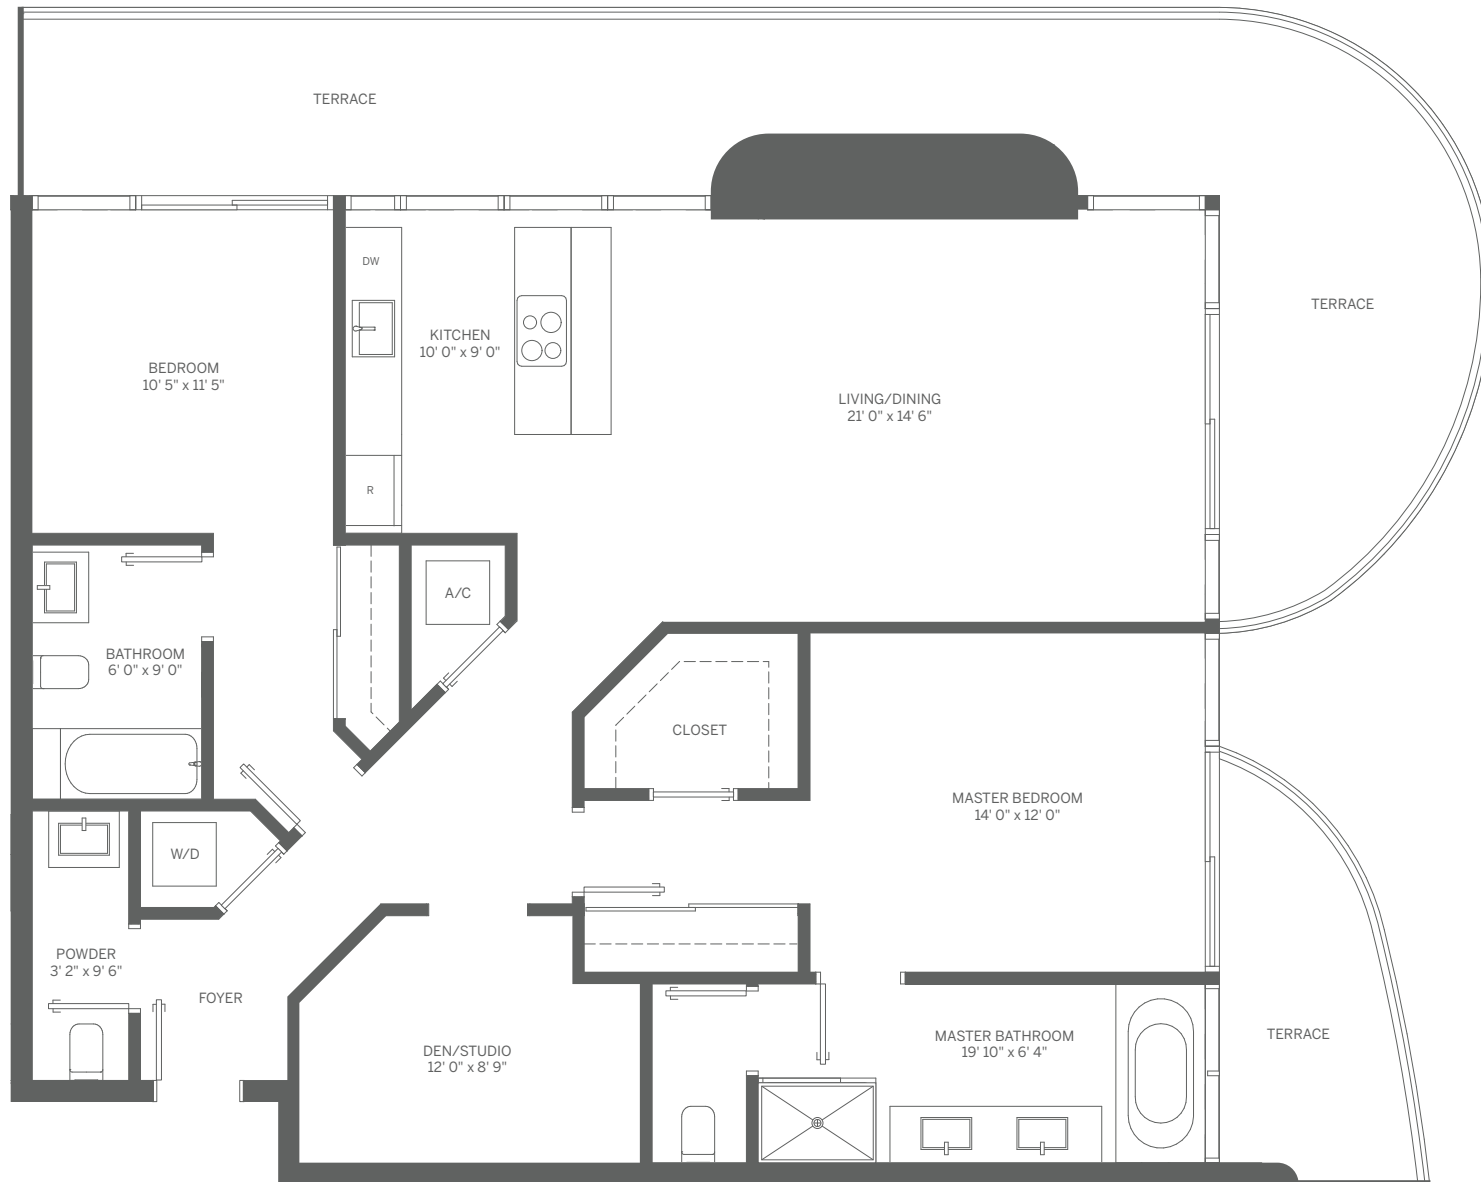 TERRACE
DW
KITCHEN
10' 0" x 9' 0"
TERRACE
BEDROOM
10' 5" x 11' 5"
LIVING/DINING
21' 0" x 14' 6"
R
A/C
BATHROOM
6' 0" x 9' 0"
CLOSET
MASTER BEDROOM
14' 0" x 12' 0"
W/D
POWDER
3' 2" x 9' 6"
FOYER
DEN/STUDIO
12' 0" x 8' 9"
MASTER BATHROOM
19' 10" x 6' 4"
TERRACE